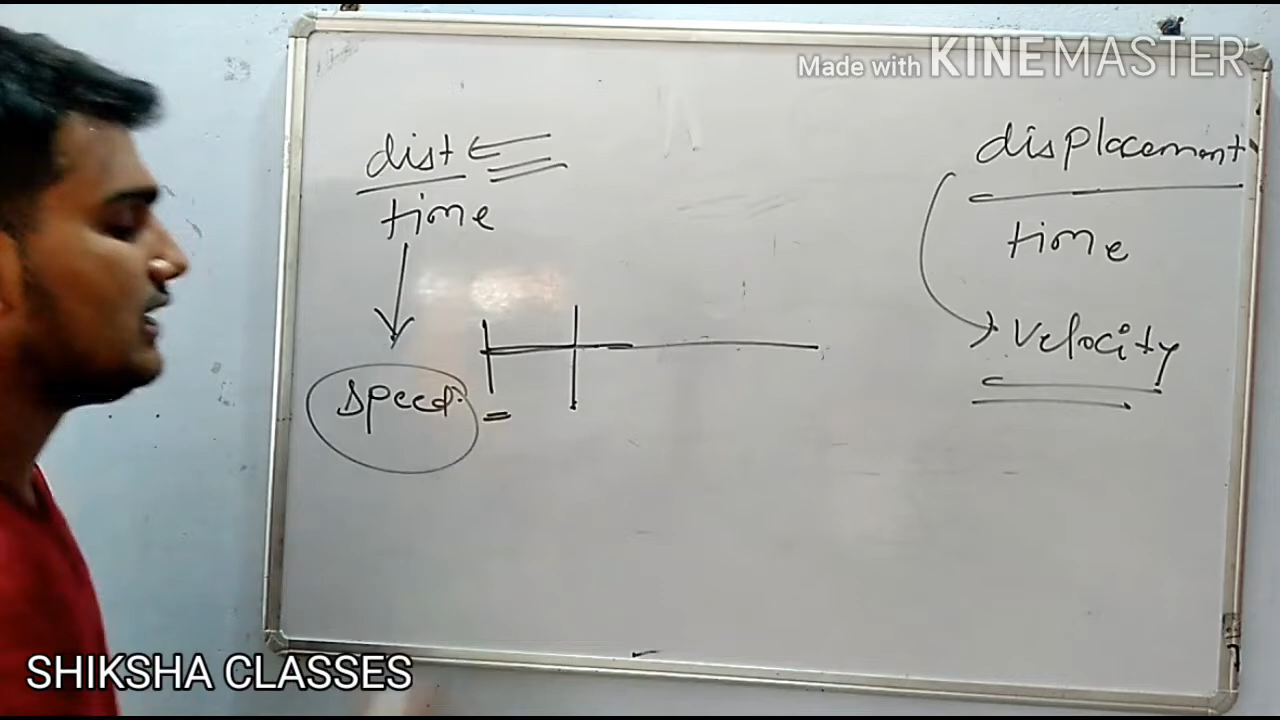 Made with KINEMASTER
dist
time
speed
displacement
time
velocity
SHIKSHA CLASSES